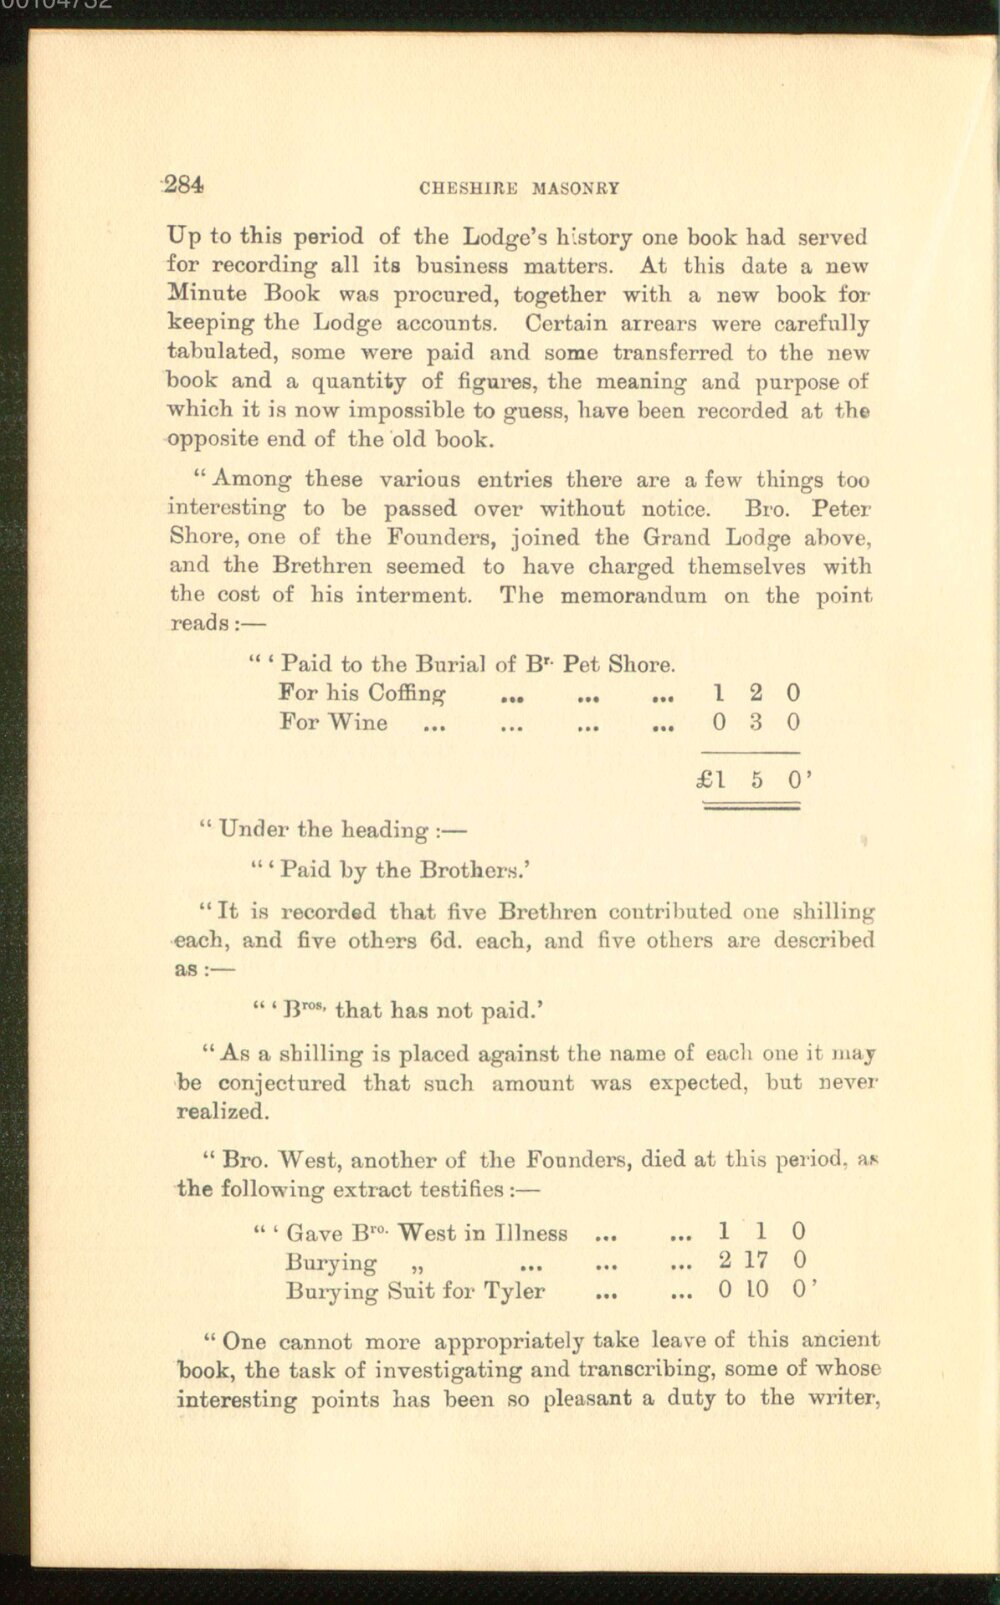 284 CHESHIRE MASONRY
Up to this period of the Lodge's history one book had served
for recording all its business matters. At this date a new
Minute Book was procured, together with a new book for
keeping the Lodge accounts. Certain arrears were carefully
tabulated, some were paid and some transferred to the new
book and a quantity of figures, the meaning and purpose of
which it is now impossible to guess, have been recorded at the
opposite end of the old book.
“Among these various entries there are a few things too
interesting to be passed over without notice. Bro. Peter
Shore, one of the Founders, joined the Grand Lodge above,
and the Brethren seemed to have charged themselves with
the cost of his interment. The memorandum on the point
reads :—
“‘Paid to the Burial of Br. Pet Shore.
For his Coffing ... ... ... 1 2 0
For Wine ... ... ... ... 0 3 0
£1 5 0’
“Under the heading :—
“‘Paid by the Brothers.’
“It is recorded that five Brethren contributed one shilling
each, and five others 6d. each, and five others are described
as :—
“‘Bros, that has not paid.’
“As a shilling is placed against the name of each one it may
be conjectured that such amount was expected, but never
realized.
“Bro. West, another of the Founders, died at this period, as
the following extract testifies :—
“‘Gave Bro. West in Illness ... ... 1 1 0
Burying „ ... ... ... 2 17 0
Burying Suit for Tyler ... ... 0 10 0’
“One cannot more appropriately take leave of this ancient
book, the task of investigating and transcribing, some of whose
interesting points has been so pleasant a duty to the writer,